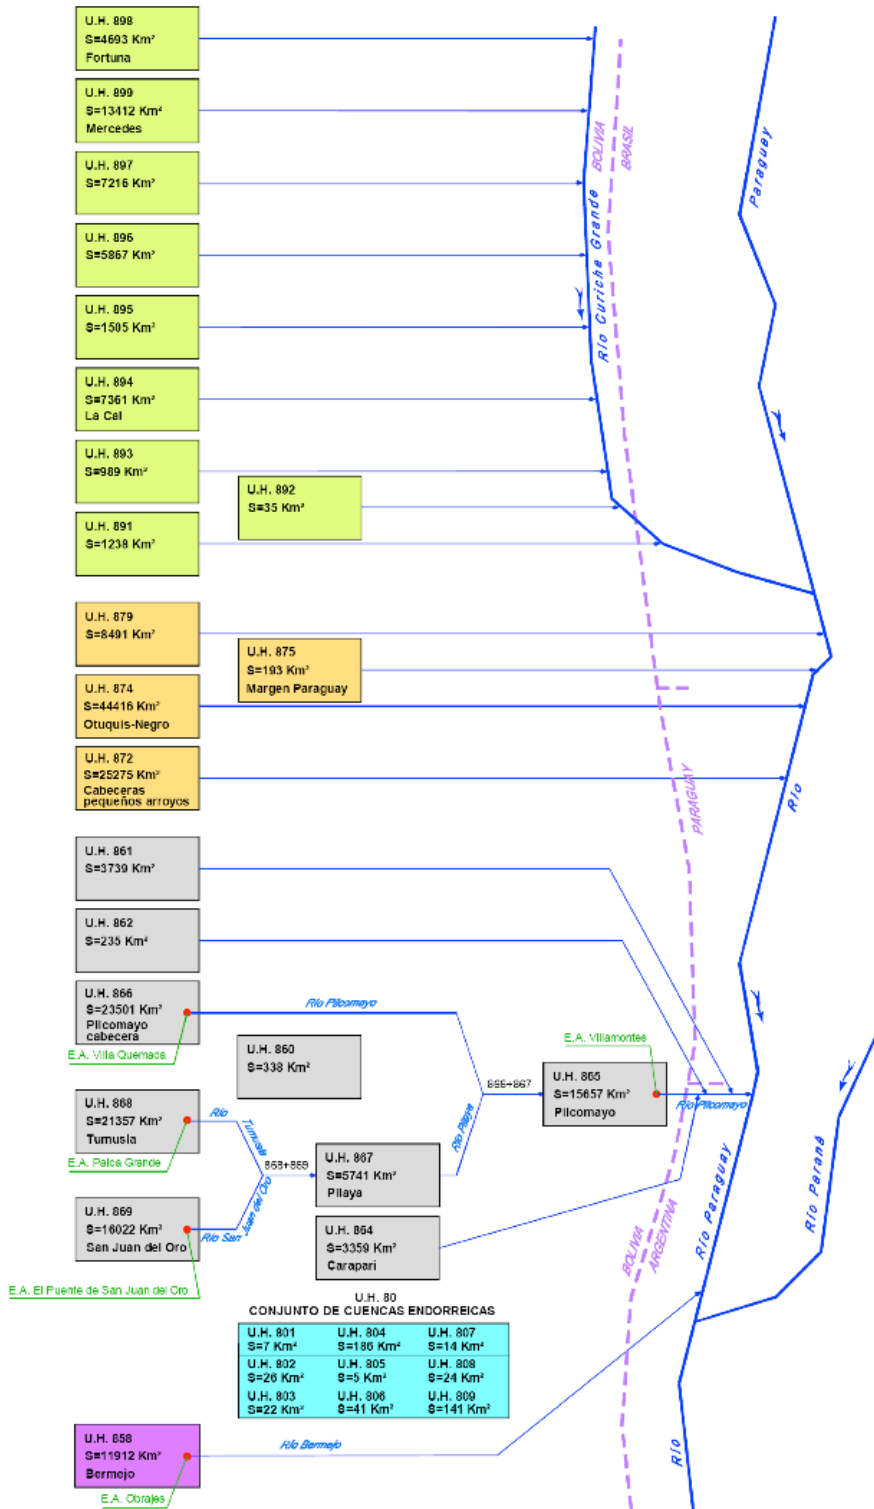 U.H. 898
S=4693 Km²
Fortuna
U.H. 899
S=13412 Km²
Mercedes
U.H. 897
S=7216 Km²
U.H. 896
S=5867 Km²
U.H. 895
S=1505 Km²
U.H. 894
S=7361 Km²
La Cal
U.H. 893
S=989 Km²
U.H. 892
S=35 Km²
U.H. 891
S=1238 Km²
BOLIVIA
BRASIL
Río Curiche Grande
Paraguay
U.H. 879
S=8491 Km²
U.H. 875
S=193 Km²
Margen Paraguay
U.H. 874
S=44416 Km²
Otuquis-Negro
U.H. 872
S=25275 Km²
Cabeceras
pequeños arroyos
PARAGUAY
Río
U.H. 861
S=3739 Km²
U.H. 862
S=235 Km²
U.H. 866
S=23501 Km²
Pilcomayo
cabecera
E.A. Villa Quemada
Río Pilcomayo
U.H. 860
S=338 Km²
E.A. Villamontes
866+867
U.H. 865
S=15657 Km²
Pilcomayo
Río Pilcomayo
U.H. 868
S=21357 Km²
Tumusla
Río Tumusla
E.A. Palca Grande
868+869
U.H. 867
S=5741 Km²
Pilaya
Río Pilaya
U.H. 869
S=16022 Km²
San Juan del Oro
Río San Juan del Oro
E.A. El Puente de San Juan del Oro
U.H. 864
S=3359 Km²
Carapari
BOLIVIA
ARGENTINA
Río Paraguay
Río Paraná
U.H. 80
CONJUNTO DE CUENCAS ENDORREICAS
U.H. 801 U.H. 804 U.H. 807
S=7 Km² S=186 Km² S=14 Km²
U.H. 802 U.H. 805 U.H. 808
S=26 Km² S=5 Km² S=24 Km²
U.H. 803 U.H. 806 U.H. 809
S=22 Km² S=41 Km² S=141 Km²
U.H. 858
S=11912 Km²
Bermejo
Río Bermejo
E.A. Obrajes
Río